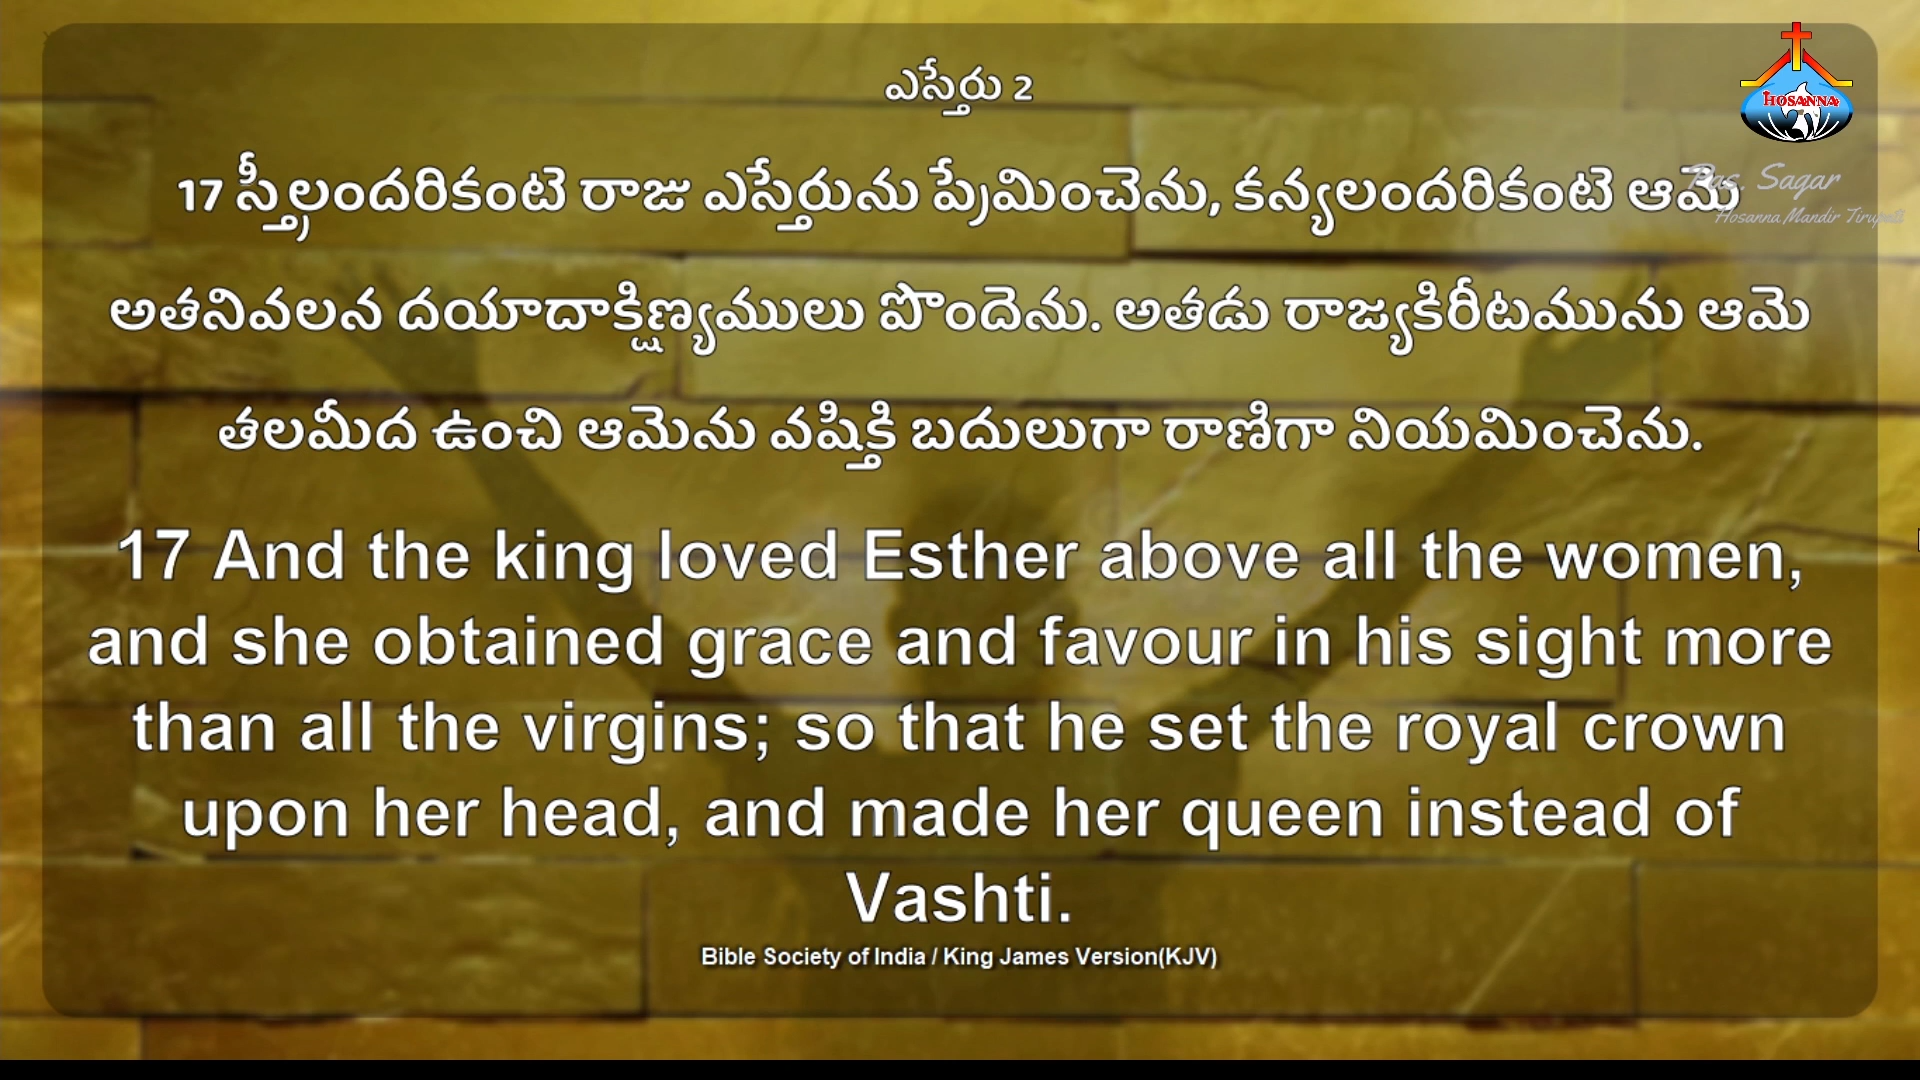 ఎస్తేరు 2
HOSANNA
17 స్త్రీలందరికంటె రాజు ఎస్తేరును ప్రేమించెను, కన్యలందరికంటె ఆమె
Pas. Sagar
Hosanna Mandir Tirupati
అతనివలన దయాదాక్షిణ్యములు పొందెను. అతడు రాజ్యకిరీటమును ఆమె
తలమీద ఉంచి ఆమెను వష్తికి బదులుగా రాణిగా నియమించెను.
17 And the king loved Esther above all the women,
and she obtained grace and favour in his sight more
than all the virgins; so that he set the royal crown
upon her head, and made her queen instead of
Vashti.
Bible Society of India / King James Version(KJV)